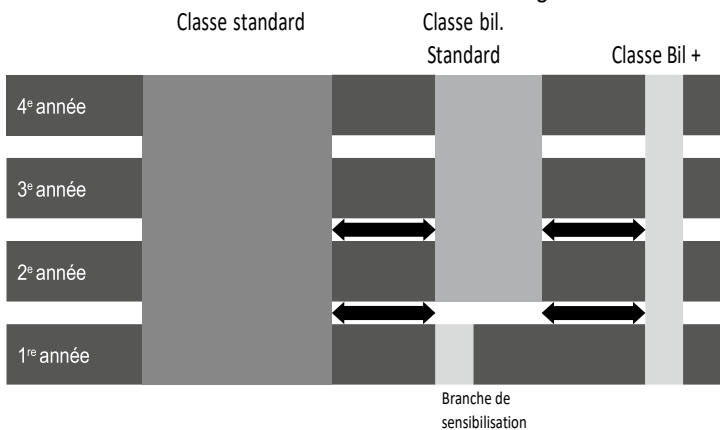 Classe standard
Classe bil.
Standard
Classe Bil +
4e année
3e année
2e année
1re année
Branche de
sensibilisation